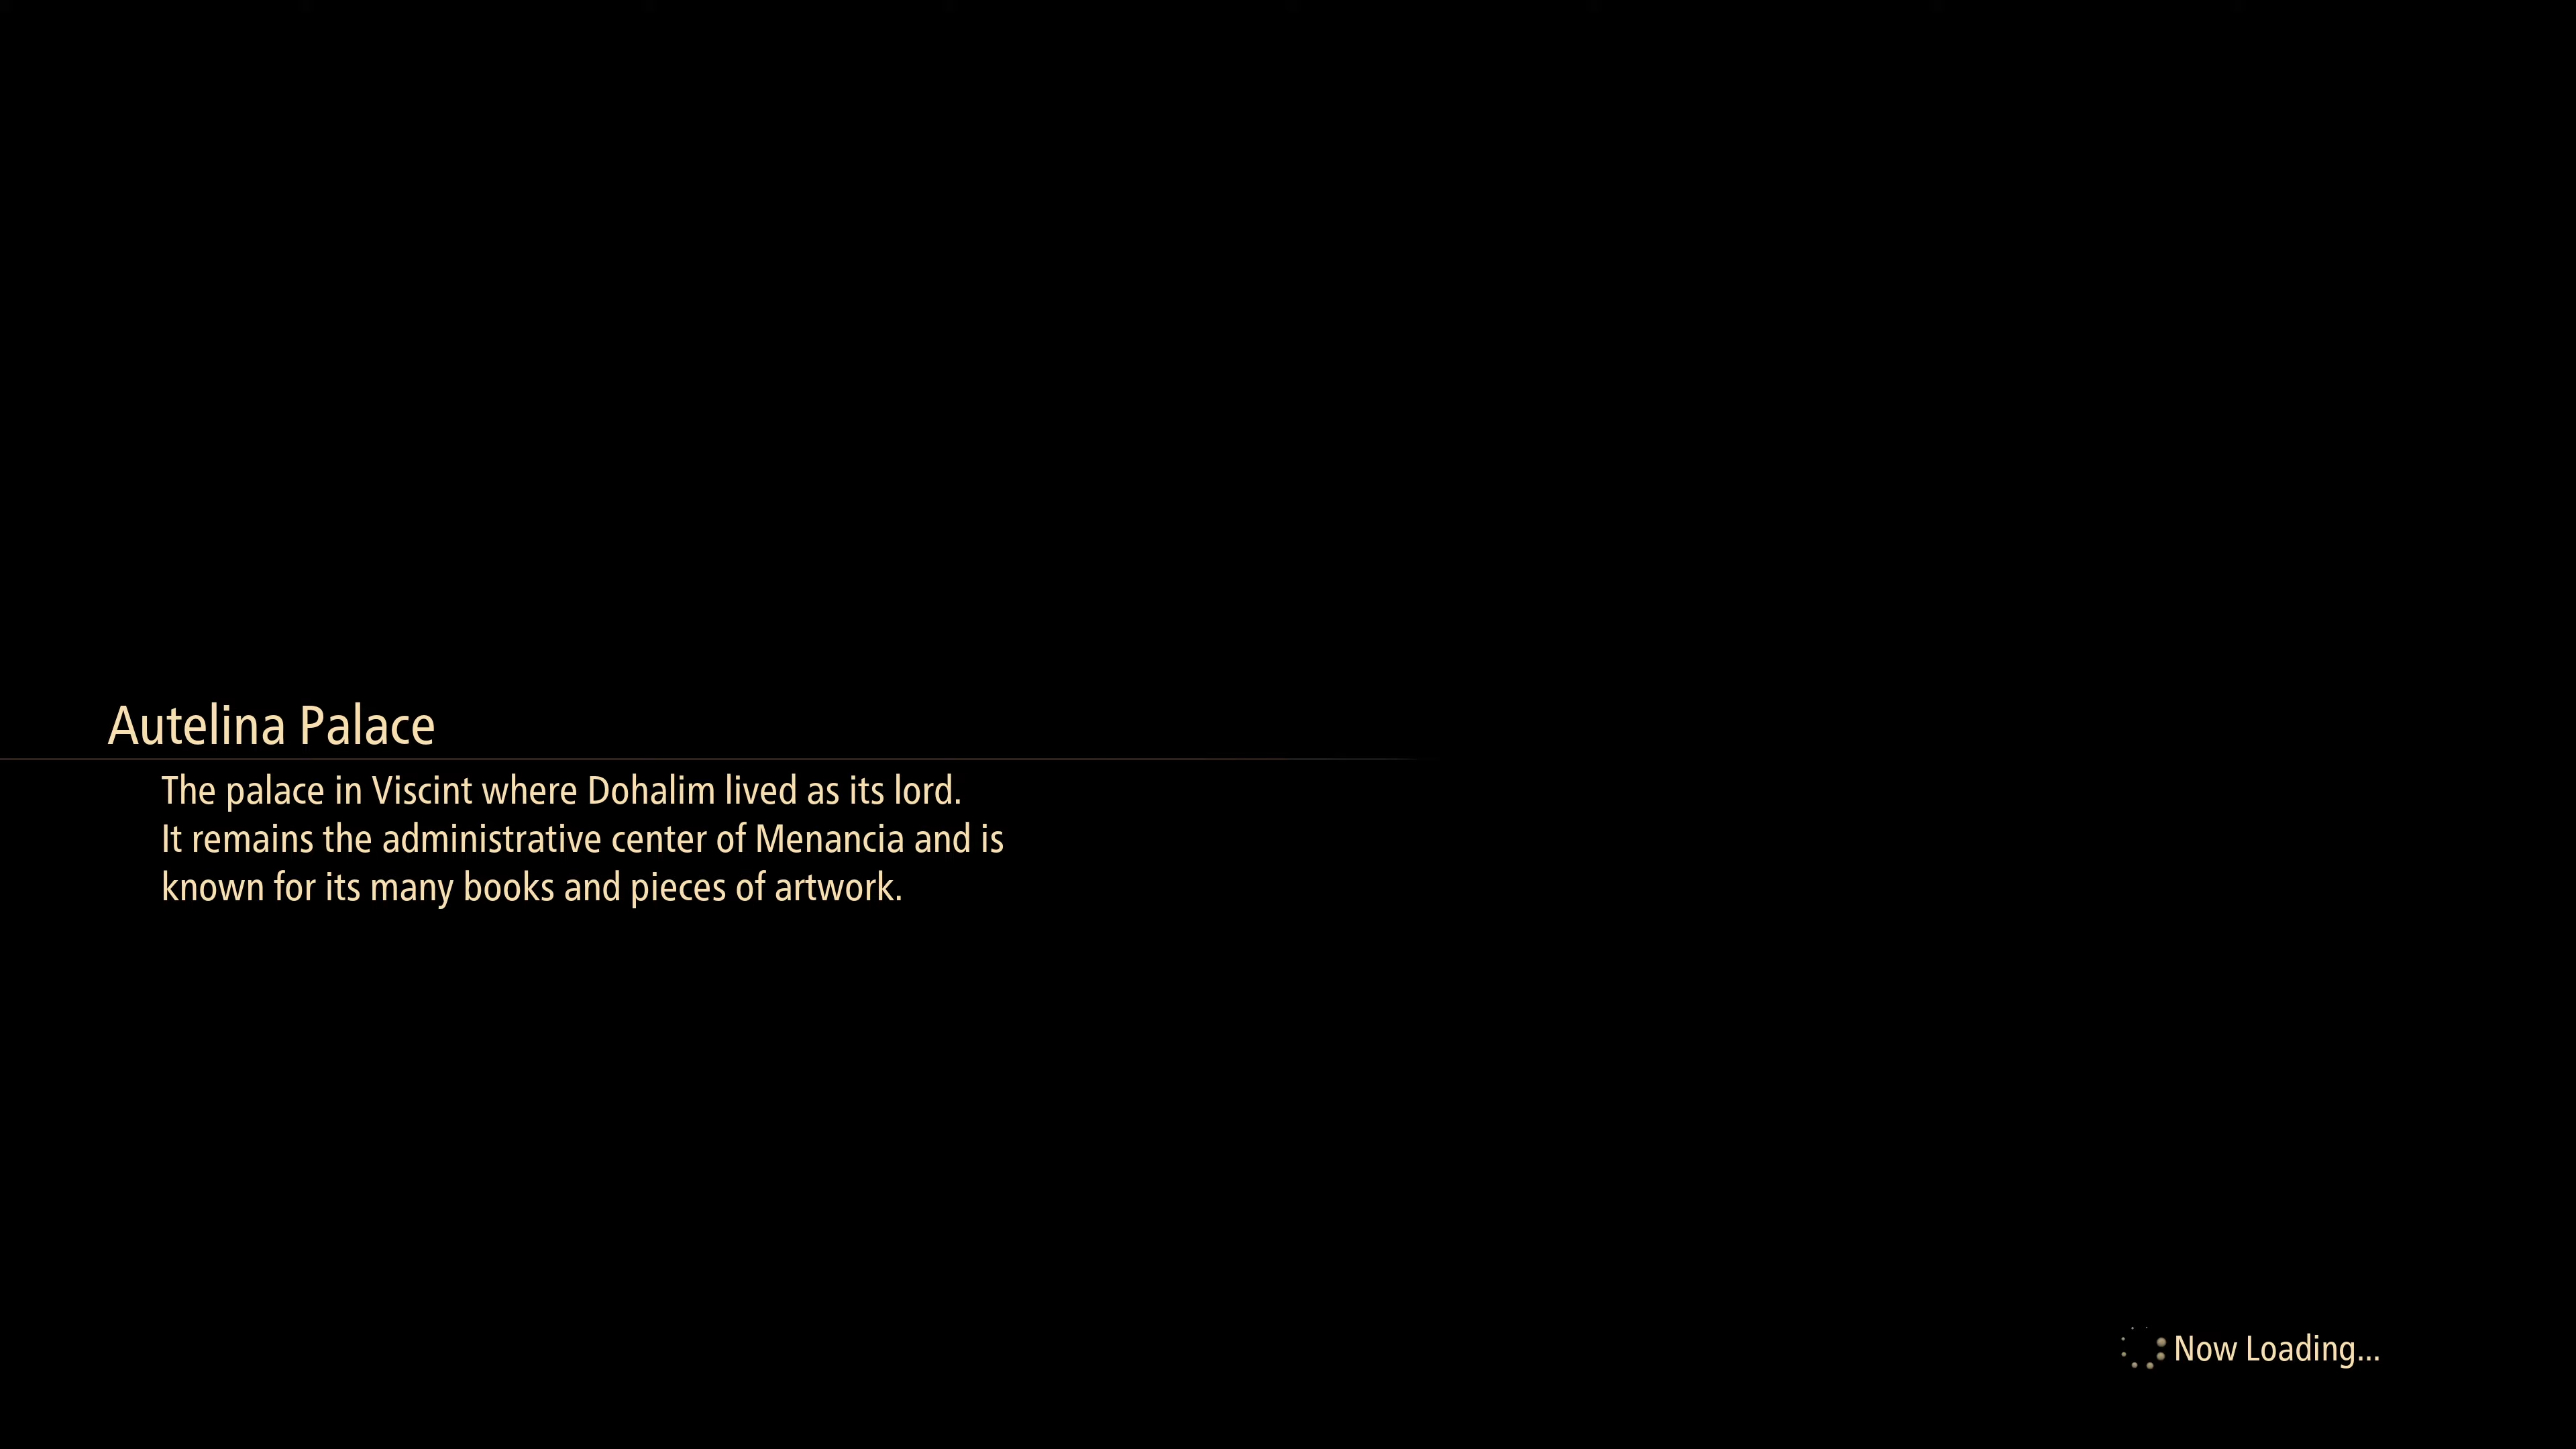 Autelina Palace
The palace in Viscint where Dohalim lived as its lord.
It remains the administrative center of Menancia and is
known for its many books and pieces of artwork.
Now Loading...